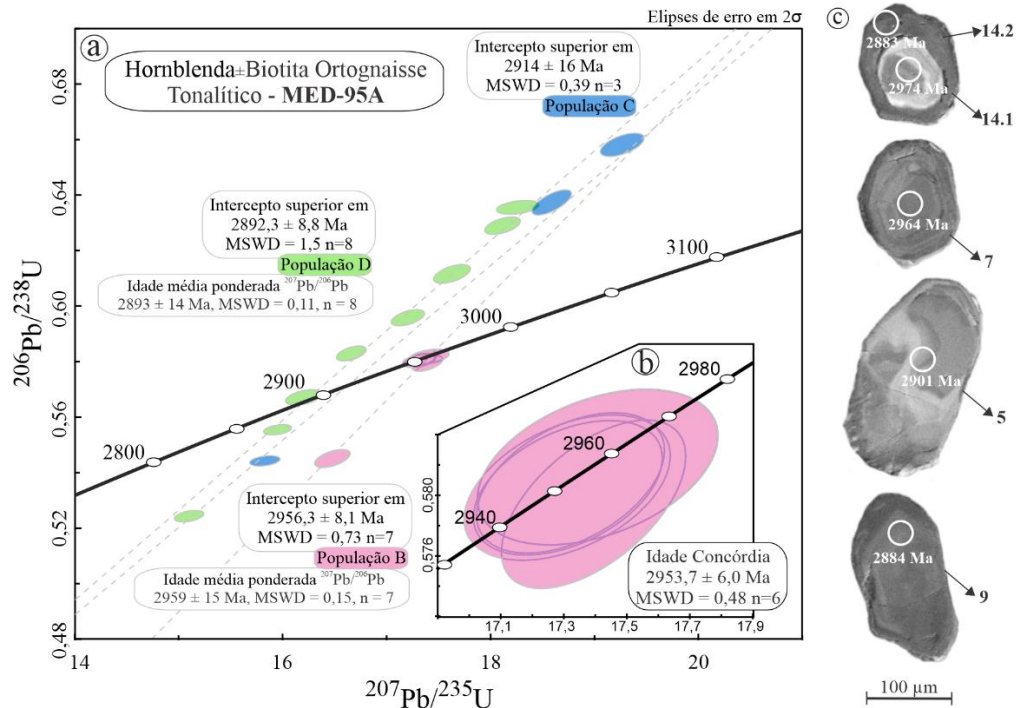 Elipses de erro em 2σ
a
Hornblenda±Biotita Ortognaisse
Tonalítico - MED-95A
Intercepto superior em
2914 ± 16 Ma
MSWD = 0,39 n=3
População C
Intercepto superior em
2892,3 ± 8,8 Ma
MSWD = 1,5 n=8
População D
Idade média ponderada ²⁰⁷Pb/²⁰⁶Pb
2893 ± 14 Ma, MSWD = 0,11, n = 8
Intercepto superior em
2956,3 ± 8,1 Ma
MSWD = 0,73 n=7
População B
Idade média ponderada ²⁰⁷Pb/²⁰⁶Pb
2959 ± 15 Ma, MSWD = 0,15, n = 7
2800
2900
3000
3100
0,68
0,64
0,60
0,56
0,52
0,48
²⁰⁶Pb/²³⁸U
14
16
18
20
²⁰⁷Pb/²³⁵U
b
2940
2960
2980
0,580
0,576
Idade Concórdia
2953,7 ± 6,0 Ma
MSWD = 0,48 n=6
17,1
17,3
17,5
17,7
17,9
c
2883 Ma
14.2
2974 Ma
14.1
2964 Ma
7
2901 Ma
5
2884 Ma
9
100 µm